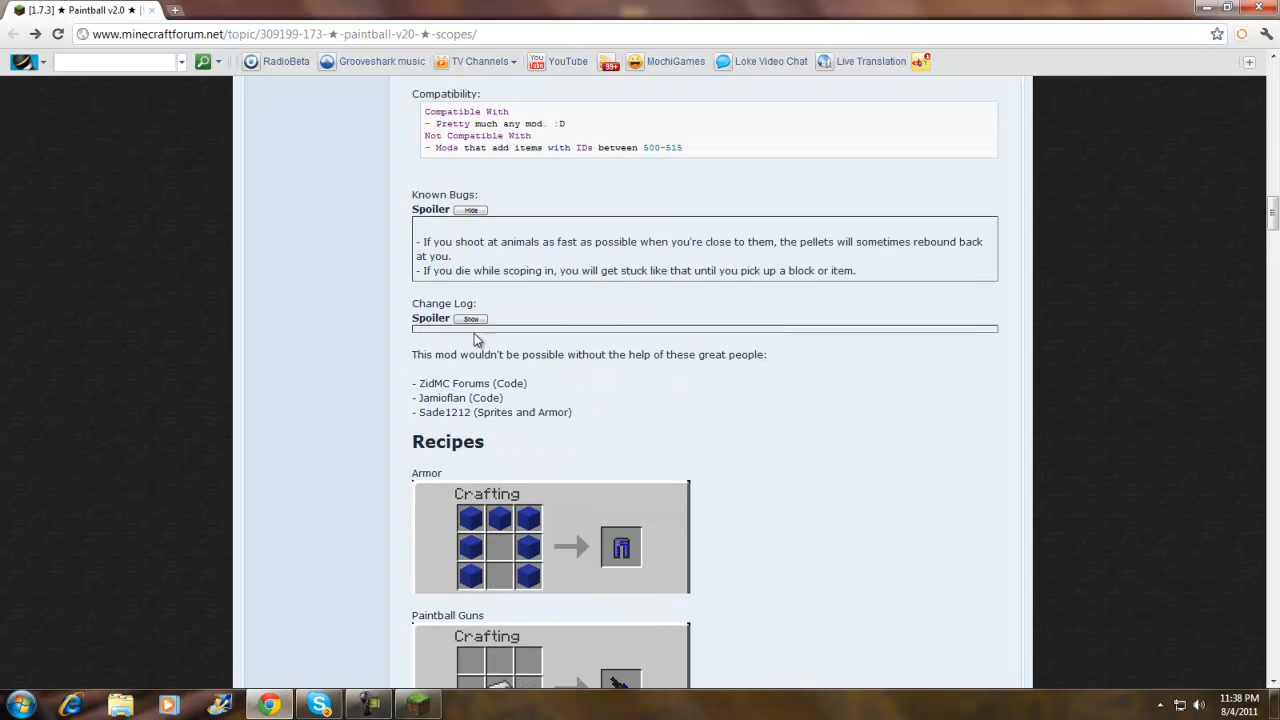 [1.7.3] ★ Paintball v2.0 ★
www.minecraftforum.net/topic/309199-173-★-paintball-v20-★-scopes/
RadioBeta Grooveshark music TV Channels YouTube 99+ MochiGames Loke Video Chat Live Translation
Compatibility:
Compatible With
- Pretty much any mod. :D
Not Compatible With
- Mods that add items with IDs between 500-515
Known Bugs:
Spoiler Hide
- If you shoot at animals as fast as possible when you're close to them, the pellets will sometimes rebound back
at you.
- If you die while scoping in, you will get stuck like that until you pick up a block or item.
Change Log:
Spoiler Show
This mod wouldn't be possible without the help of these great people:
- ZidMC Forums (Code)
- Jamioflan (Code)
- Sade1212 (Sprites and Armor)
Recipes
Armor
Crafting
Paintball Guns
Crafting
11:38 PM
8/4/2011